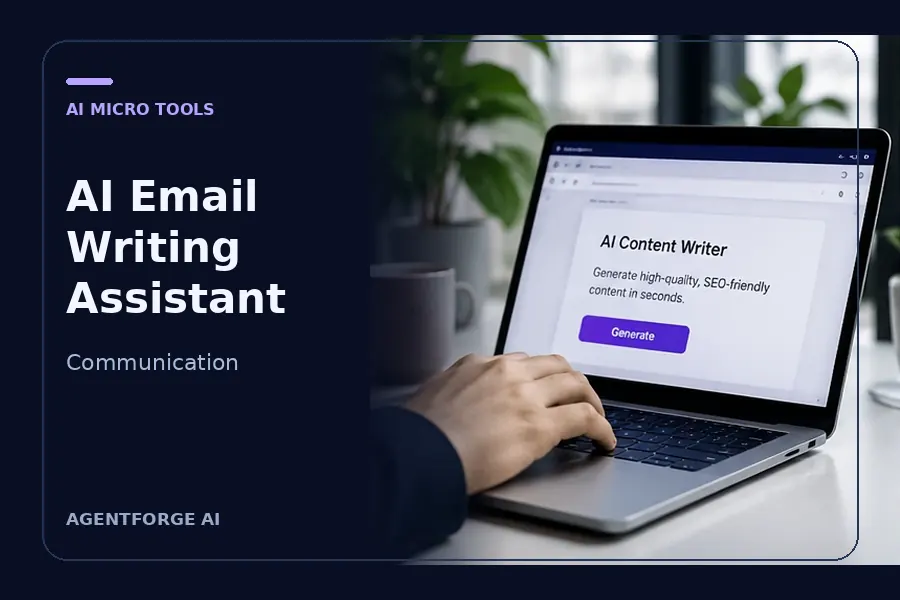 AI MICRO TOOLS
AI Email
Writing
Assistant
Communication
AGENTFORGE AI
AI Content Writer
Generate high-quality, SEO-friendly
content in seconds.
Generate